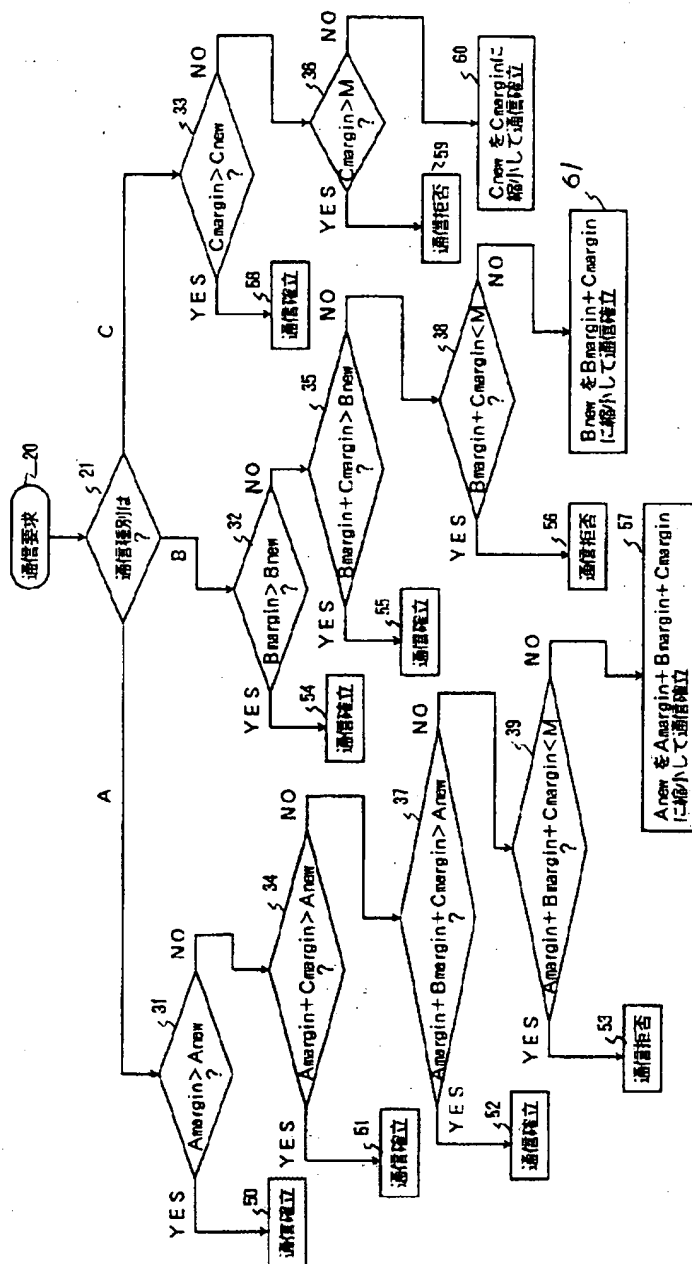 通信要求
20
通信種別は
?
21
A
B
C
Amargin>Anew
?
31
YES
NO
通信確立
50
Amargin+Cmargin>Anew
?
34
YES
NO
通信確立
51
Amargin+Bmargin+Cmargin>Anew
?
37
YES
NO
通信確立
52
Amargin+Bmargin+Cmargin<M
?
39
YES
NO
通信拒否
53
Anew をAmargin+Bmargin+Cmargin
に縮小して通信確立
57
Bmargin>Bnew
?
32
YES
NO
通信確立
54
Bmargin+Cmargin>Bnew
?
35
YES
NO
通信確立
55
Bmargin+Cmargin<M
?
38
YES
NO
通信拒否
56
Bnew をBmargin+Cmargin
に縮小して通信確立
61
Cmargin>Cnew
?
33
YES
NO
通信確立
58
Cmargin>M
?
36
YES
NO
通信拒否
59
Cnew をCmarginに
縮小して通信確立
60